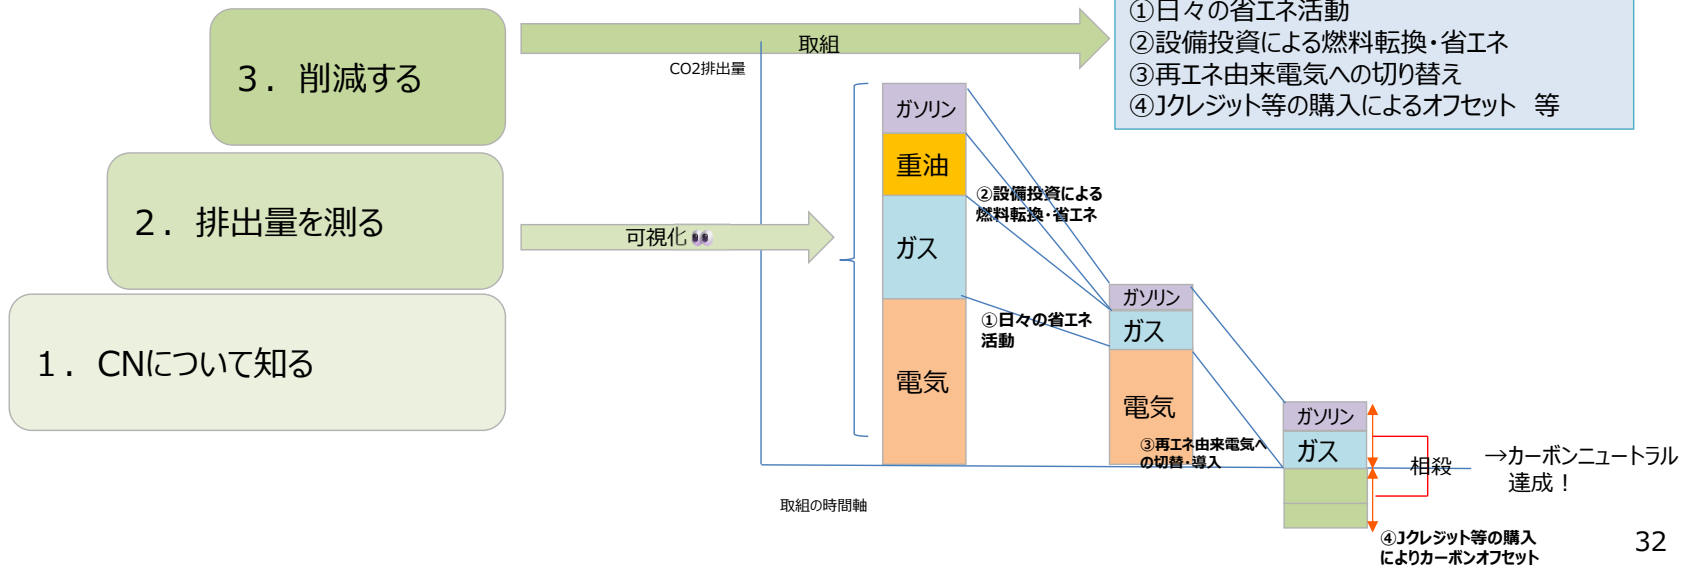 ①日々の省エネ活動
②設備投資による燃料転換・省エネ
③再エネ由来電気への切り替え
④Jクレジット等の購入によるオフセット　等
3．削減する
取組
2．排出量を測る
可視化👀
1．CNについて知る
CO2排出量
ガソリン
重油
ガス
電気
②設備投資による
燃料転換・省エネ
①日々の省エネ
活動
ガソリン
ガス
電気
③再エネ由来電気へ
の切替・導入
ガソリン
ガス
相殺
→カーボンニュートラル
達成！
④Jクレジット等の購入
によりカーボンオフセット
取組の時間軸
32